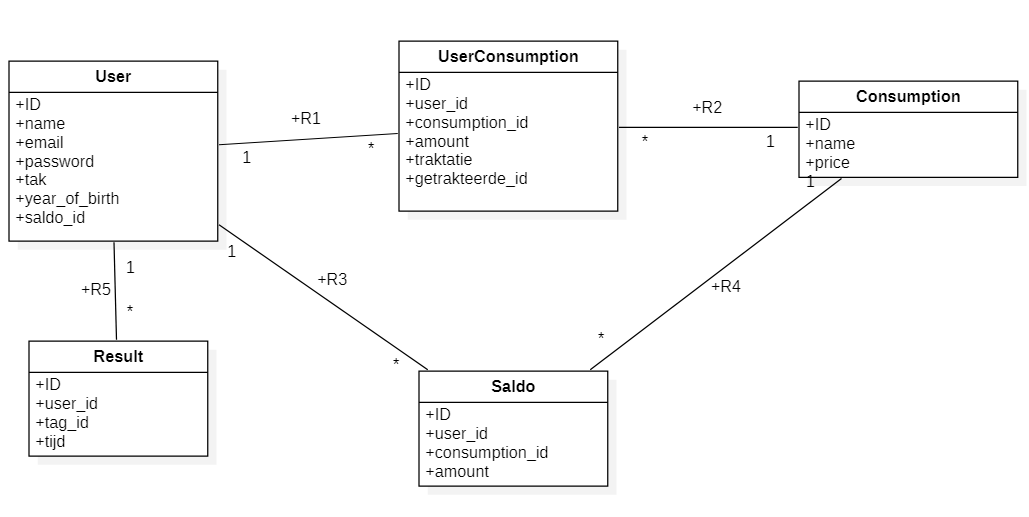 User
+ID
+name
+email
+password
+tak
+year_of_birth
+saldo_id
+R1
1
*
UserConsumption
+ID
+user_id
+consumption_id
+amount
+traktatie
+getrakteerde_id
+R2
*
1
Consumption
+ID
+name
+price
1
1
+R5
*
1
+R3
*
+R4
*
Result
+ID
+user_id
+tag_id
+tijd
Saldo
+ID
+user_id
+consumption_id
+amount